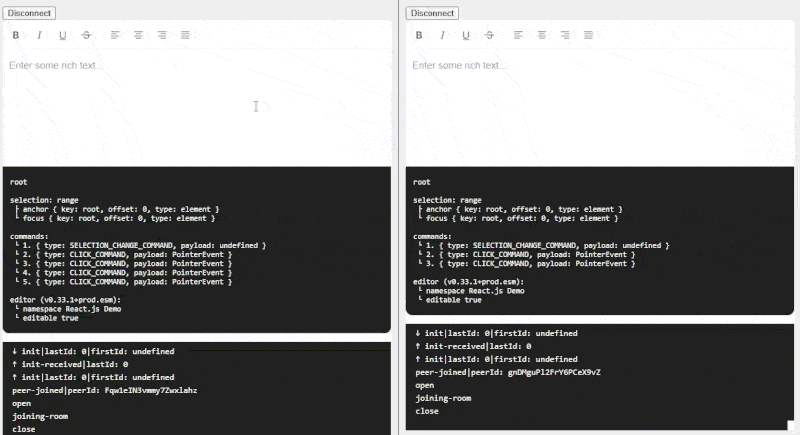 Disconnect
B I U S
Enter some rich text...
root
selection: range
├ anchor { key: root, offset: 0, type: element }
└ focus { key: root, offset: 0, type: element }
commands:
└ 1. { type: SELECTION_CHANGE_COMMAND, payload: undefined }
└ 2. { type: CLICK_COMMAND, payload: PointerEvent }
└ 3. { type: CLICK_COMMAND, payload: PointerEvent }
└ 4. { type: CLICK_COMMAND, payload: PointerEvent }
└ 5. { type: CLICK_COMMAND, payload: PointerEvent }
editor (v0.33.1+prod.esm):
└ namespace React.js Demo
└ editable true
↓ init|lastId: 0|firstId: undefined
↑ init-received|lastId: 0
↑ init|lastId: 0|firstId: undefined
peer-joined|peerId: Fqw1eIN3vmmy7Zwxlahz
open
joining-room
close
Disconnect
B I U S
Enter some rich text...
root
selection: range
├ anchor { key: root, offset: 0, type: element }
└ focus { key: root, offset: 0, type: element }
commands:
└ 1. { type: SELECTION_CHANGE_COMMAND, payload: undefined }
└ 2. { type: CLICK_COMMAND, payload: PointerEvent }
└ 3. { type: CLICK_COMMAND, payload: PointerEvent }
editor (v0.33.1+prod.esm):
└ namespace React.js Demo
└ editable true
↓ init|lastId: 0|firstId: undefined
↑ init-received|lastId: 0
↑ init|lastId: 0|firstId: undefined
peer-joined|peerId: gnDMguPl2FrY6PCeX9vZ
open
joining-room
close